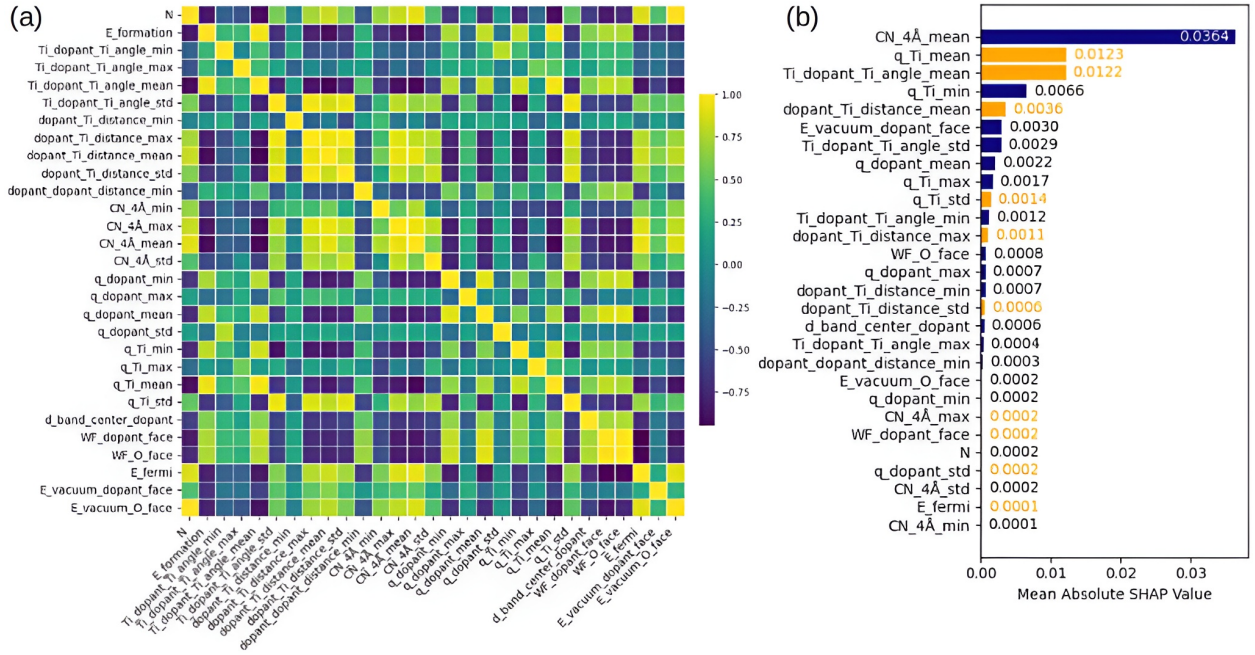 (a)
N
E_formation
Ti_dopant_Ti_angle_min
Ti_dopant_Ti_angle_max
Ti_dopant_Ti_angle_mean
Ti_dopant_Ti_angle_std
dopant_Ti_distance_min
dopant_Ti_distance_max
dopant_Ti_distance_mean
dopant_Ti_distance_std
dopant_dopant_distance_min
CN_4Å_min
CN_4Å_max
CN_4Å_mean
CN_4Å_std
q_dopant_min
q_dopant_max
q_dopant_mean
q_dopant_std
q_Ti_min
q_Ti_max
q_Ti_mean
q_Ti_std
d_band_center_dopant
WF_dopant_face
WF_O_face
E_fermi
E_vacuum_dopant_face
E_vacuum_O_face
N
E_formation
Ti_dopant_Ti_angle_min
Ti_dopant_Ti_angle_max
Ti_dopant_Ti_angle_mean
Ti_dopant_Ti_angle_std
dopant_Ti_distance_min
dopant_Ti_distance_max
dopant_Ti_distance_mean
dopant_Ti_distance_std
dopant_dopant_distance_min
CN_4Å_min
CN_4Å_max
CN_4Å_mean
CN_4Å_std
q_dopant_min
q_dopant_max
q_dopant_mean
q_dopant_std
q_Ti_min
q_Ti_max
q_Ti_mean
q_Ti_std
d_band_center_dopant
WF_dopant_face
WF_O_face
E_fermi
E_vacuum_dopant_face
E_vacuum_O_face
1.00
0.75
0.50
0.25
0.00
−0.25
−0.50
−0.75
(b)
CN_4Å_mean 0.0364
q_Ti_mean 0.0123
Ti_dopant_Ti_angle_mean 0.0122
q_Ti_min 0.0066
dopant_Ti_distance_mean 0.0036
E_vacuum_dopant_face 0.0030
Ti_dopant_Ti_angle_std 0.0029
q_dopant_mean 0.0022
q_Ti_max 0.0017
q_Ti_std 0.0014
Ti_dopant_Ti_angle_min 0.0012
dopant_Ti_distance_max 0.0011
WF_O_face 0.0008
q_dopant_max 0.0007
dopant_Ti_distance_min 0.0007
dopant_Ti_distance_std 0.0006
d_band_center_dopant 0.0006
Ti_dopant_Ti_angle_max 0.0004
dopant_dopant_distance_min 0.0003
E_vacuum_O_face 0.0002
q_dopant_min 0.0002
CN_4Å_max 0.0002
WF_dopant_face 0.0002
N 0.0002
q_dopant_std 0.0002
CN_4Å_std 0.0002
E_fermi 0.0001
CN_4Å_min 0.0001
0.00 0.01 0.02 0.03
Mean Absolute SHAP Value